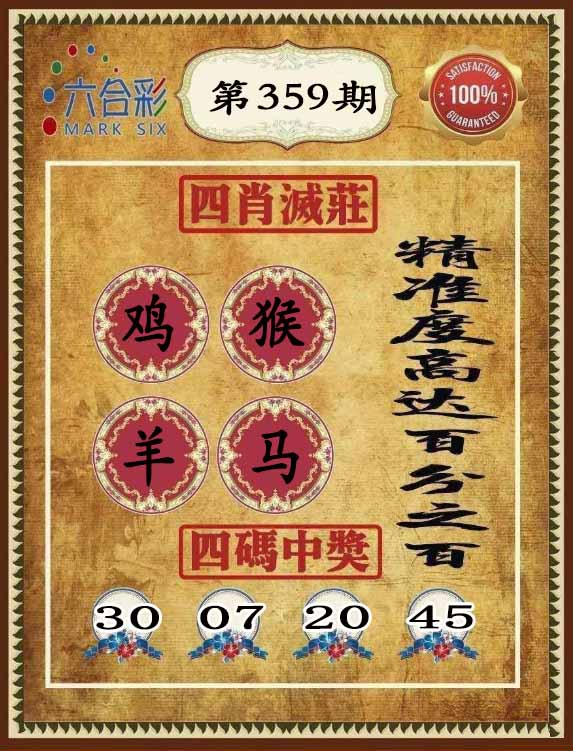 六合彩
MARK SIX
第359期
SATISFACTION
100%
GUARANTEED
四肖滅莊
鸡 猴
羊 马
精准度高达百分之百
四碼中獎
30 07 20 45